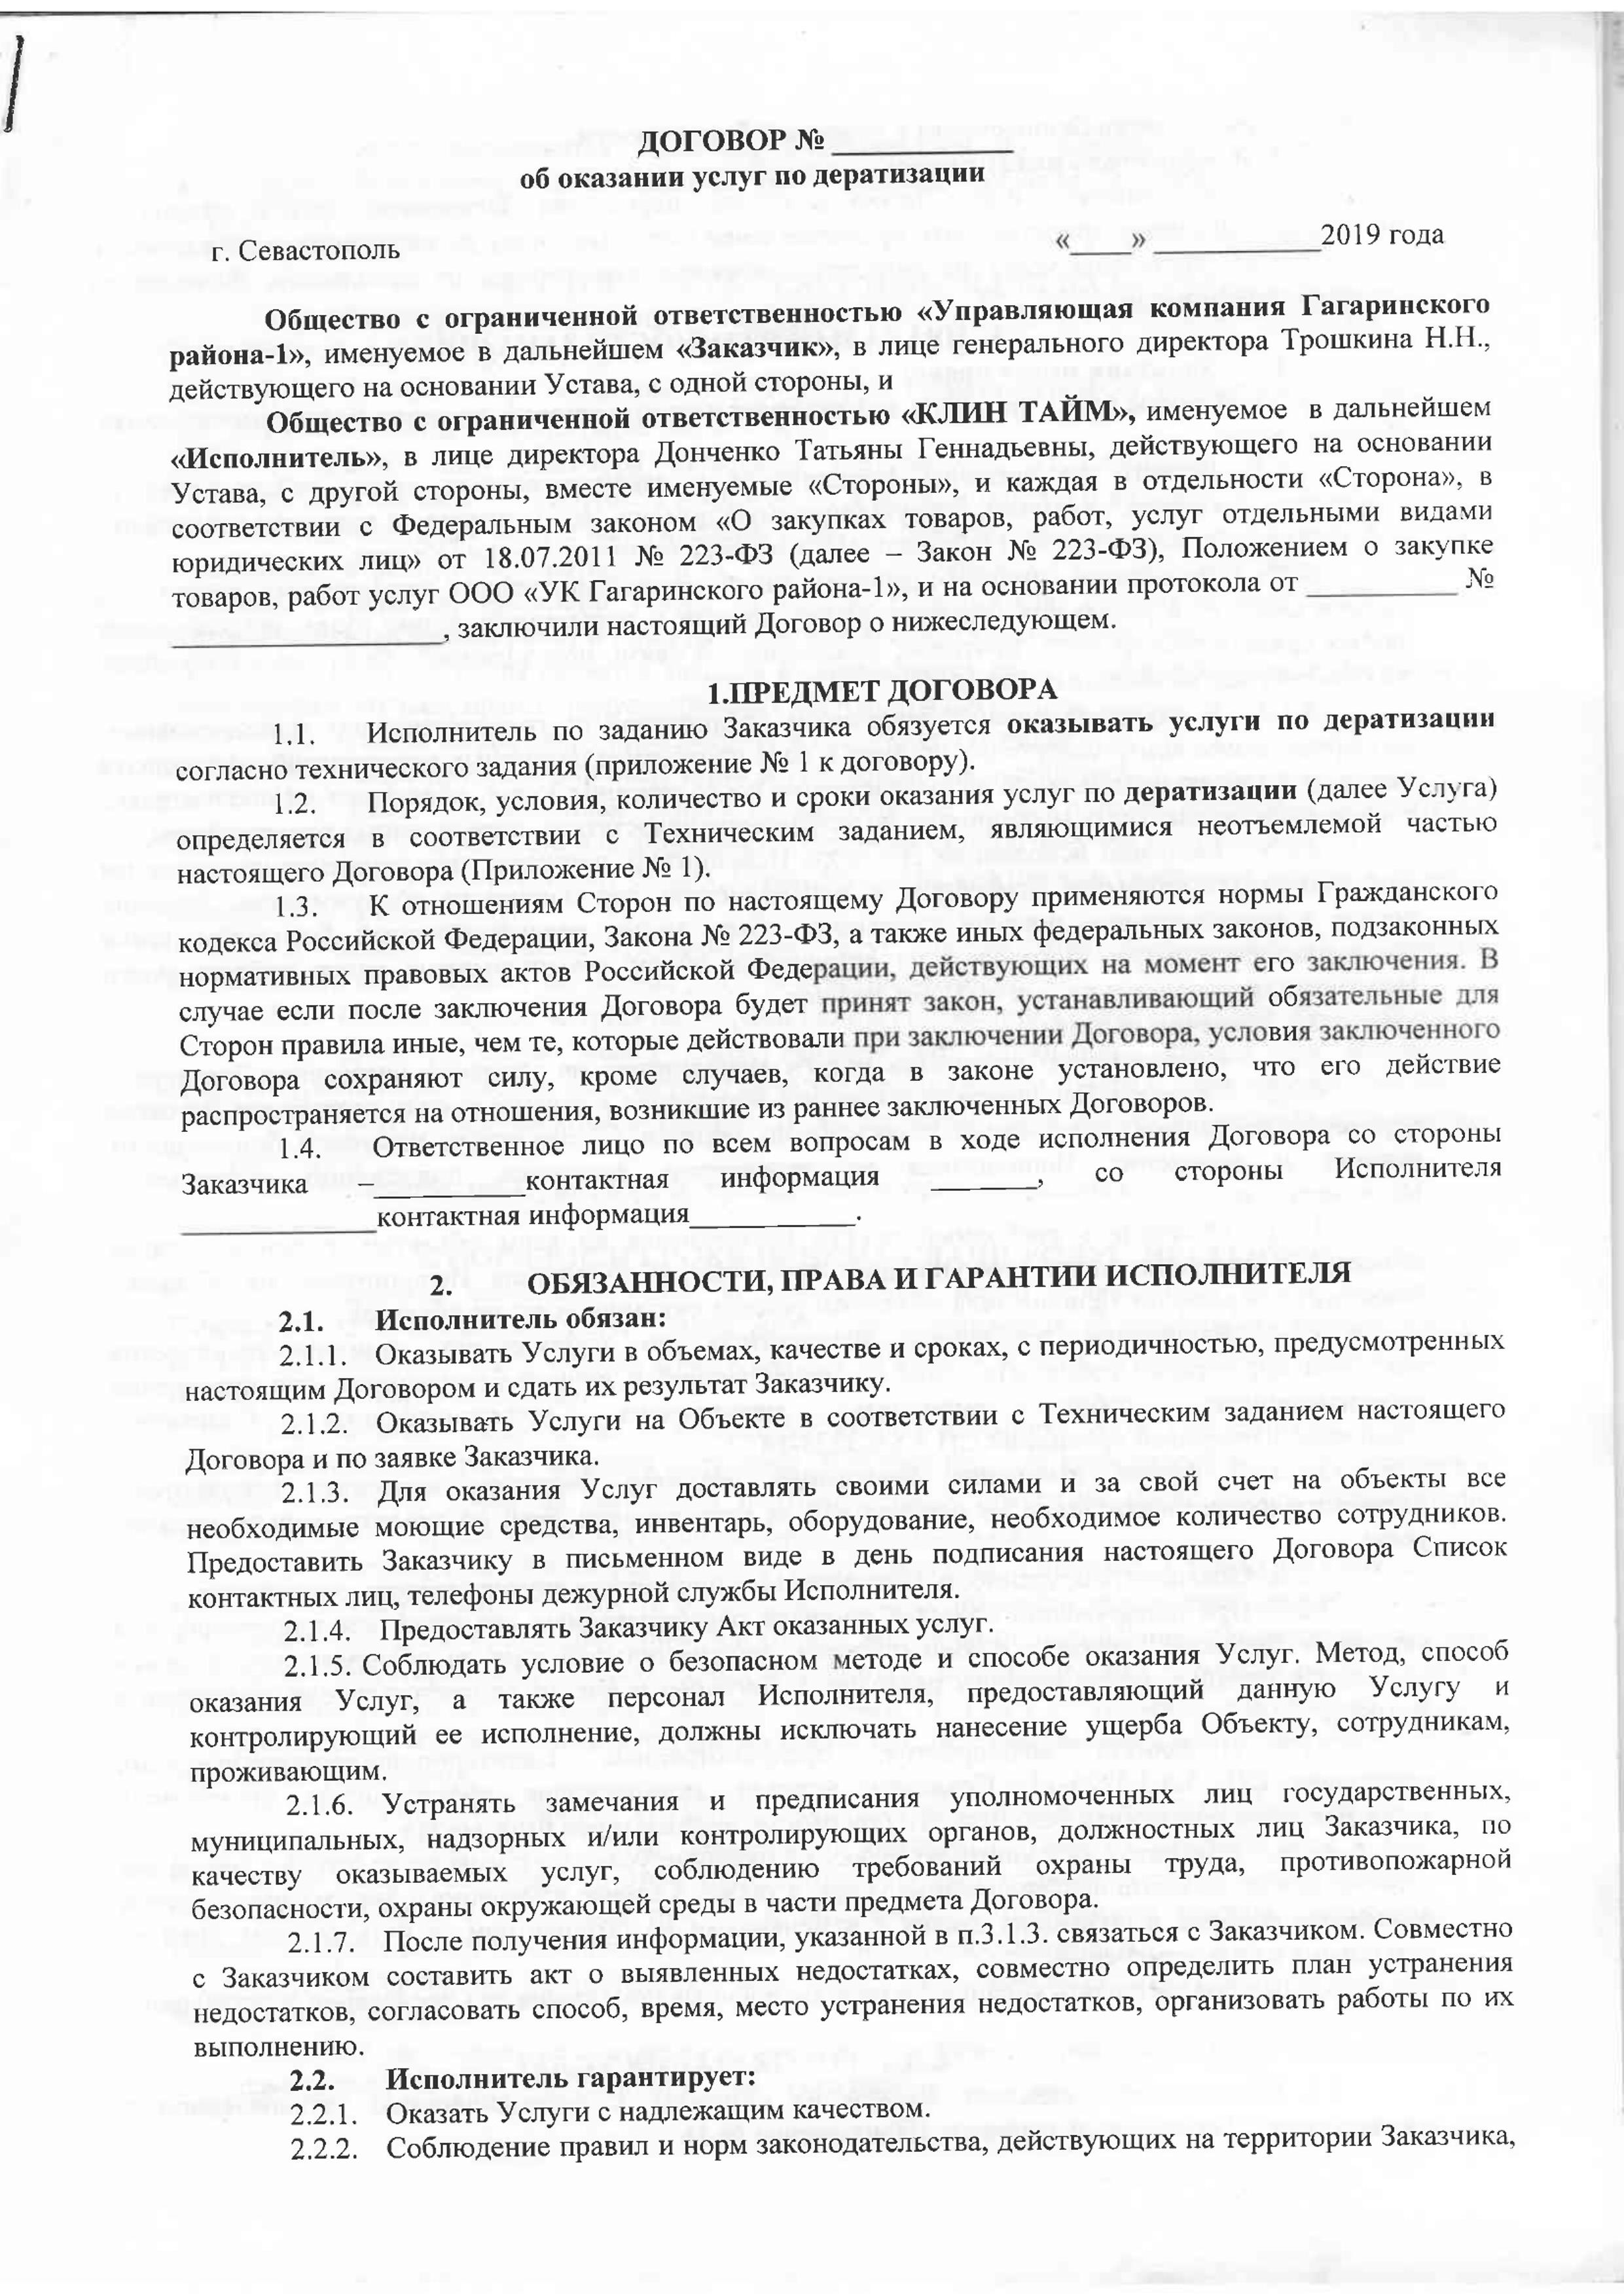 ДОГОВОР № ____________
об оказании услуг по дератизации
г. Севастополь «____» ___________2019 года
Общество с ограниченной ответственностью «Управляющая компания Гагаринского
района-1», именуемое в дальнейшем «Заказчик», в лице генерального директора Трошкина Н.Н.,
действующего на основании Устава, с одной стороны, и
Общество с ограниченной ответственностью «КЛИН ТАЙМ», именуемое в дальнейшем
«Исполнитель», в лице директора Донченко Татьяны Геннадьевны, действующего на основании
Устава, с другой стороны, вместе именуемые «Стороны», и каждая в отдельности «Сторона», в
соответствии с Федеральным законом «О закупках товаров, работ, услуг отдельными видами
юридических лиц» от 18.07.2011 № 223-ФЗ (далее – Закон № 223-ФЗ), Положением о закупке
товаров, работ услуг ООО «УК Гагаринского района-1», и на основании протокола от __________ №
__________________, заключили настоящий Договор о нижеследующем.
1.ПРЕДМЕТ ДОГОВОРА
1.1. Исполнитель по заданию Заказчика обязуется оказывать услуги по дератизации
согласно технического задания (приложение № 1 к договору).
1.2. Порядок, условия, количество и сроки оказания услуг по дератизации (далее Услуга)
определяется в соответствии с Техническим заданием, являющимися неотъемлемой частью
настоящего Договора (Приложение № 1).
1.3. К отношениям Сторон по настоящему Договору применяются нормы Гражданского
кодекса Российской Федерации, Закона № 223-ФЗ, а также иных федеральных законов, подзаконных
нормативных правовых актов Российской Федерации, действующих на момент его заключения. В
случае если после заключения Договора будет принят закон, устанавливающий обязательные для
Сторон правила иные, чем те, которые действовали при заключении Договора, условия заключенного
Договора сохраняют силу, кроме случаев, когда в законе установлено, что его действие
распространяется на отношения, возникшие из раннее заключенных Договоров.
1.4. Ответственное лицо по всем вопросам в ходе исполнения Договора со стороны
Заказчика –__________контактная информация _______, со стороны Исполнителя
_____________контактная информация___________.
2. ОБЯЗАННОСТИ, ПРАВА И ГАРАНТИИ ИСПОЛНИТЕЛЯ
2.1. Исполнитель обязан:
2.1.1. Оказывать Услуги в объемах, качестве и сроках, с периодичностью, предусмотренных
настоящим Договором и сдать их результат Заказчику.
2.1.2. Оказывать Услуги на Объекте в соответствии с Техническим заданием настоящего
Договора и по заявке Заказчика.
2.1.3. Для оказания Услуг доставлять своими силами и за свой счет на объекты все
необходимые моющие средства, инвентарь, оборудование, необходимое количество сотрудников.
Предоставить Заказчику в письменном виде в день подписания настоящего Договора Список
контактных лиц, телефоны дежурной службы Исполнителя.
2.1.4. Предоставлять Заказчику Акт оказанных услуг.
2.1.5. Соблюдать условие о безопасном методе и способе оказания Услуг. Метод, способ
оказания Услуг, а также персонал Исполнителя, предоставляющий данную Услугу и
контролирующий ее исполнение, должны исключать нанесение ущерба Объекту, сотрудникам,
проживающим.
2.1.6. Устранять замечания и предписания уполномоченных лиц государственных,
муниципальных, надзорных и/или контролирующих органов, должностных лиц Заказчика, по
качеству оказываемых услуг, соблюдению требований охраны труда, противопожарной
безопасности, охраны окружающей среды в части предмета Договора.
2.1.7. После получения информации, указанной в п.3.1.3. связаться с Заказчиком. Совместно
с Заказчиком составить акт о выявленных недостатках, совместно определить план устранения
недостатков, согласовать способ, время, место устранения недостатков, организовать работы по их
выполнению.
2.2. Исполнитель гарантирует:
2.2.1. Оказать Услуги с надлежащим качеством.
2.2.2. Соблюдение правил и норм законодательства, действующих на территории Заказчика,